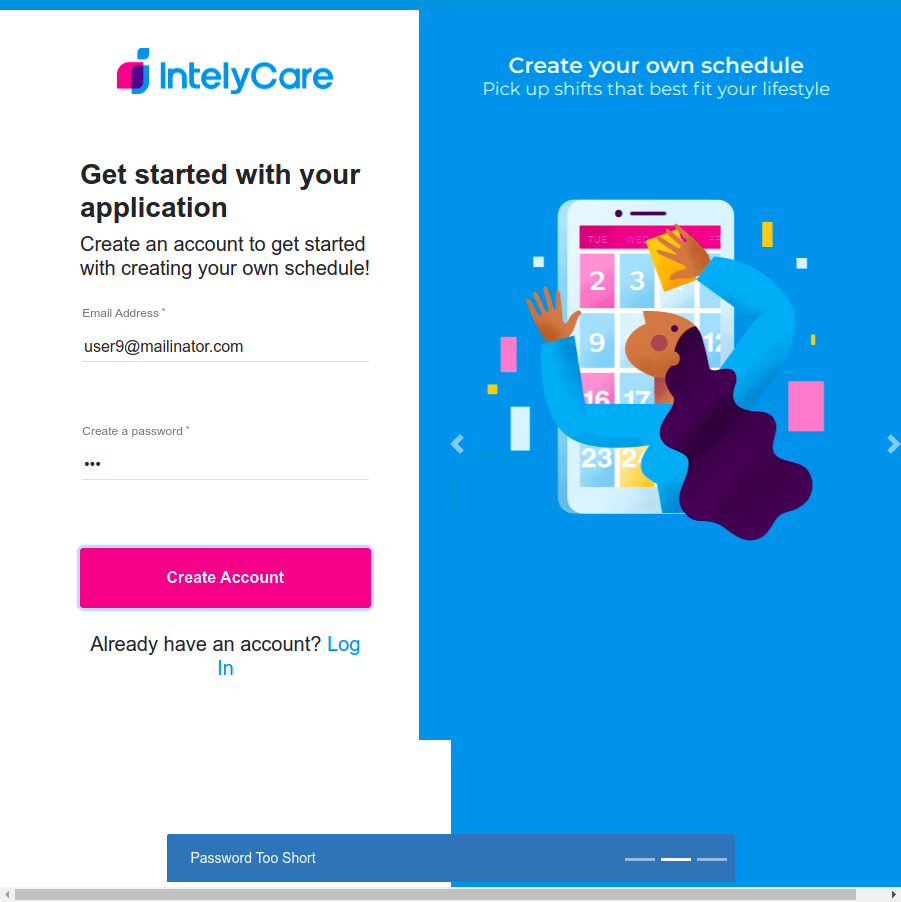 IntelyCare
Get started with your
application
Create an account to get started
with creating your own schedule!
Email Address *
user9@mailinator.com
Create a password *
•••
Create Account
Already have an account? Log
In
Create your own schedule
Pick up shifts that best fit your lifestyle
TUE WED FR
2 3
9 12
16 17
23 24
Password Too Short